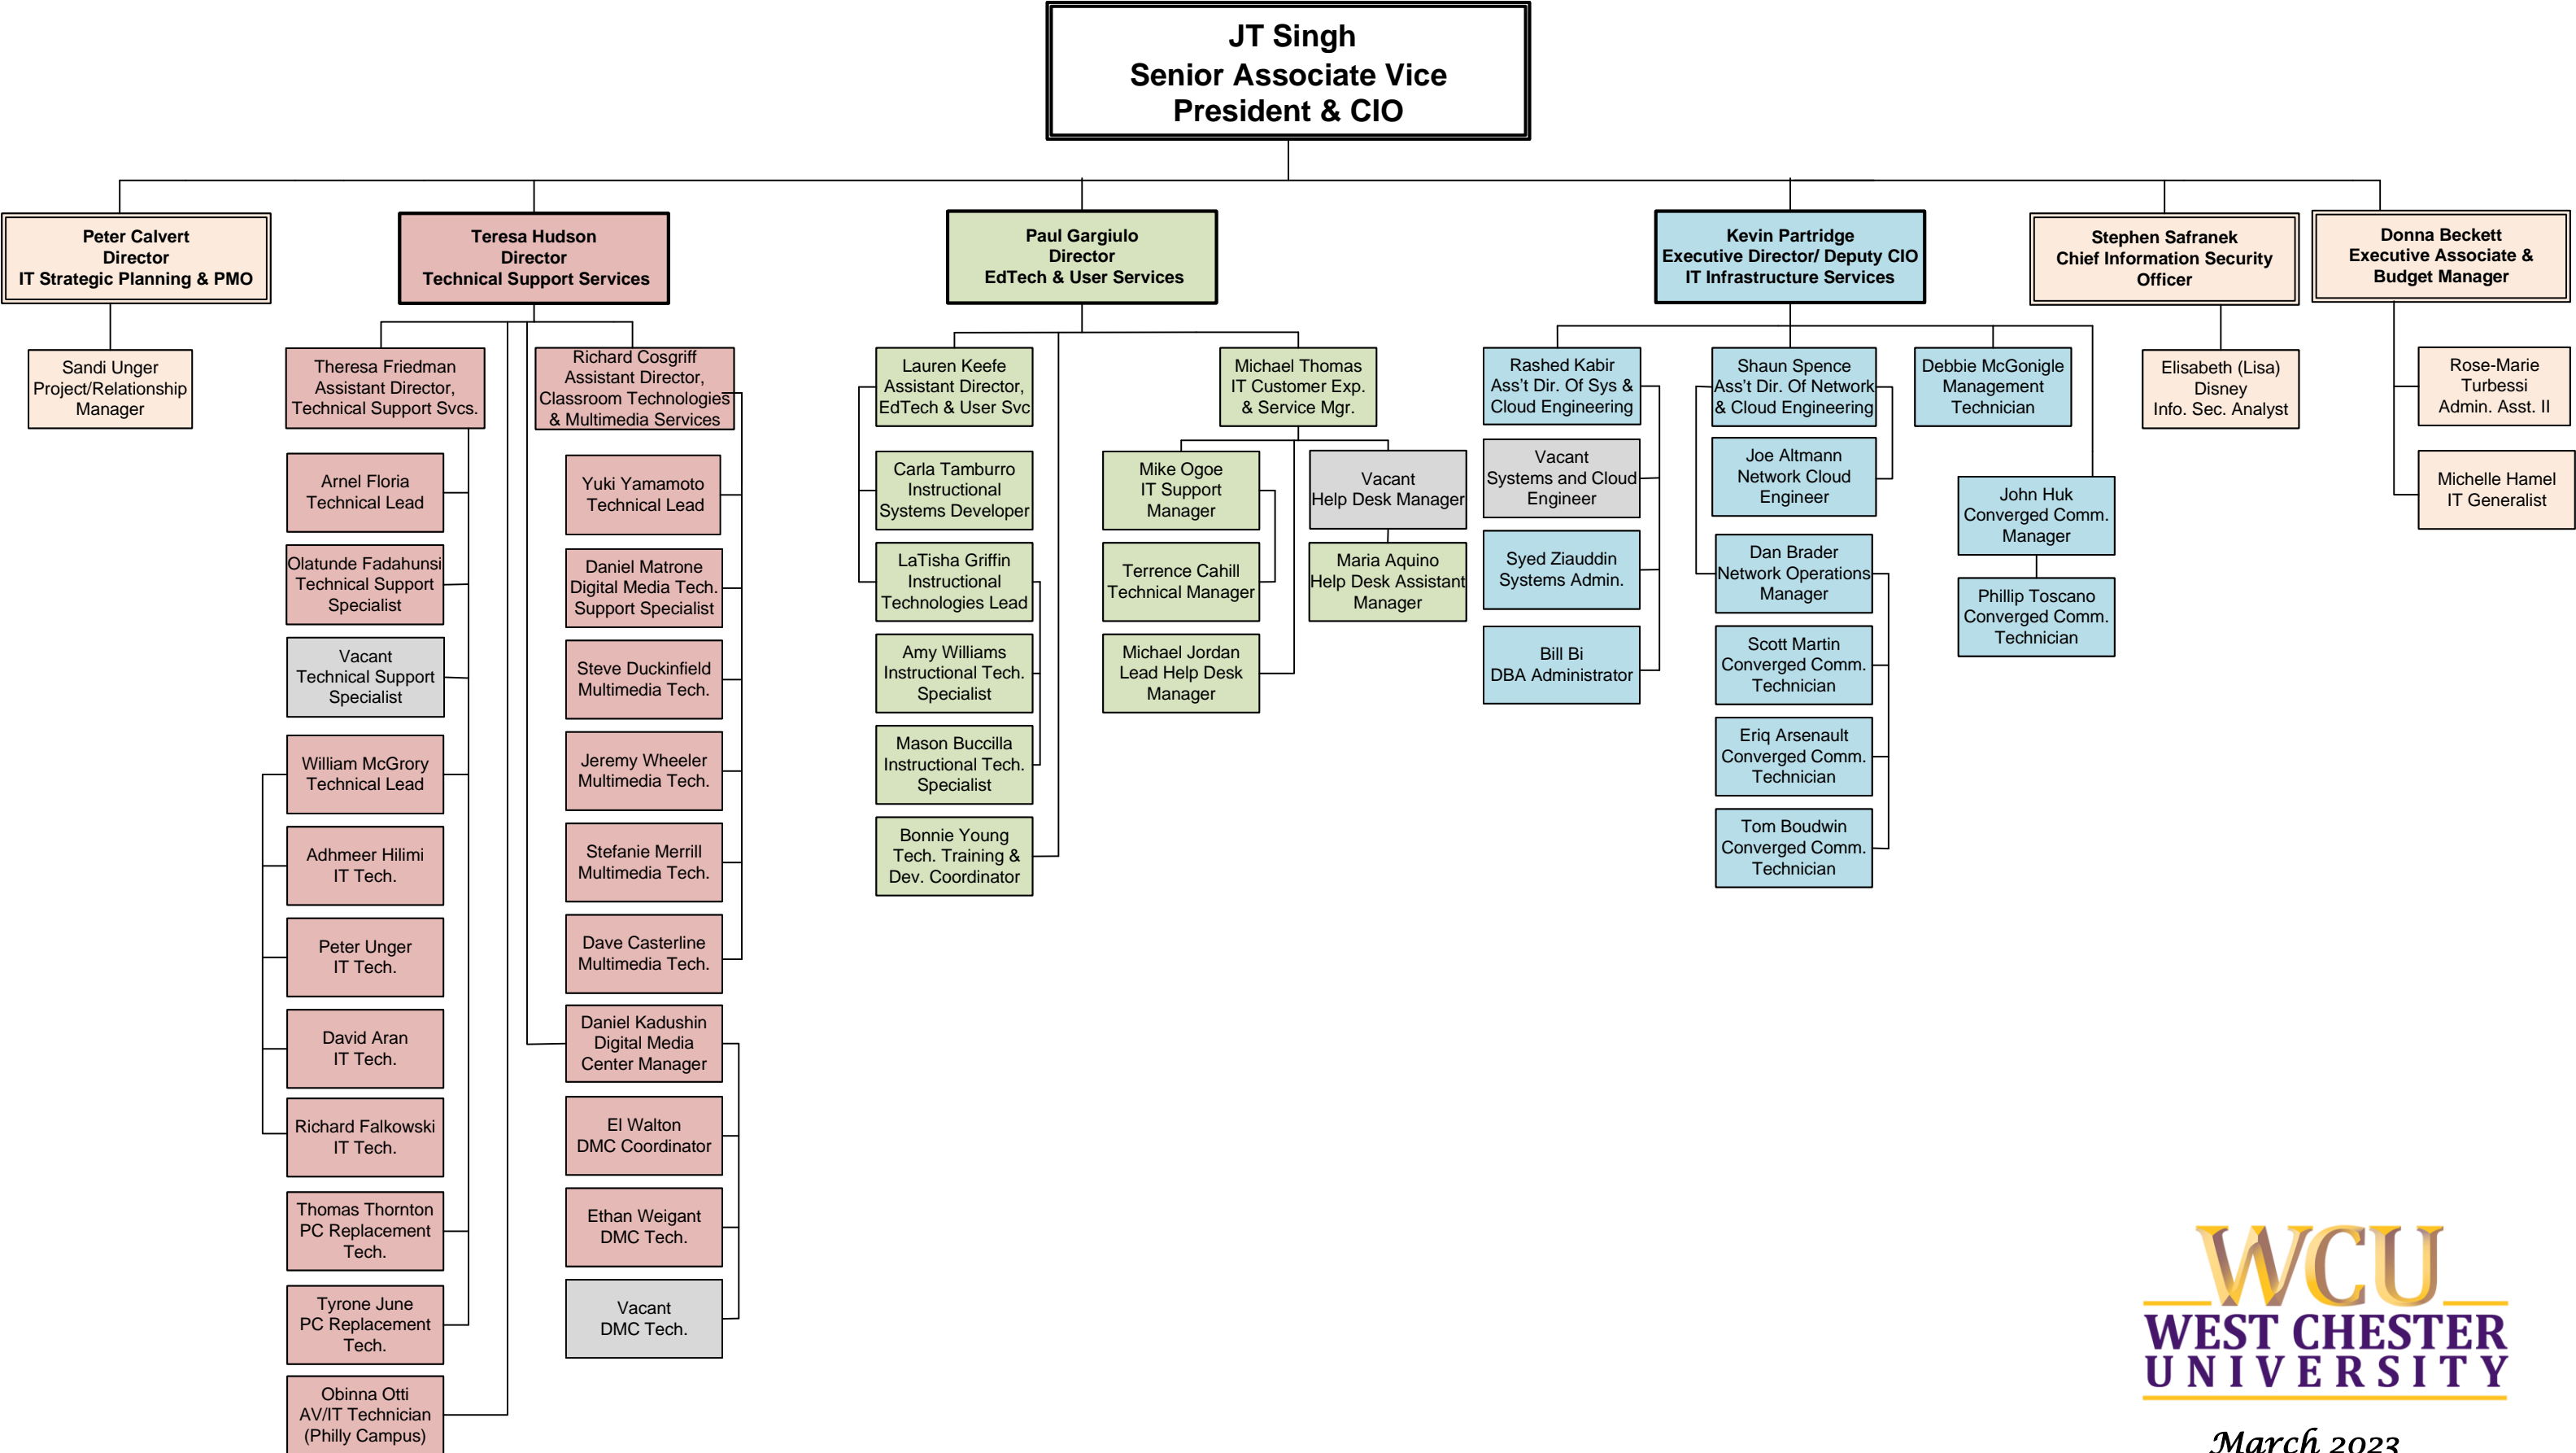 JT Singh
Senior Associate Vice
President & CIO
Peter Calvert
Director
IT Strategic Planning & PMO
Sandi Unger
Project/Relationship
Manager
Teresa Hudson
Director
Technical Support Services
Theresa Friedman
Assistant Director,
Technical Support Svcs.
Arnel Floria
Technical Lead
Olatunde Fadahunsi
Technical Support
Specialist
Vacant
Technical Support
Specialist
William McGrory
Technical Lead
Adhmeer Hilimi
IT Tech.
Peter Unger
IT Tech.
David Aran
IT Tech.
Richard Falkowski
IT Tech.
Thomas Thornton
PC Replacement
Tech.
Tyrone June
PC Replacement
Tech.
Obinna Otti
AV/IT Technician
(Philly Campus)
Richard Cosgriff
Assistant Director,
Classroom Technologies
& Multimedia Services
Yuki Yamamoto
Technical Lead
Daniel Matrone
Digital Media Tech.
Support Specialist
Steve Duckinfield
Multimedia Tech.
Jeremy Wheeler
Multimedia Tech.
Stefanie Merrill
Multimedia Tech.
Dave Casterline
Multimedia Tech.
Daniel Kadushin
Digital Media
Center Manager
El Walton
DMC Coordinator
Ethan Weigant
DMC Tech.
Vacant
DMC Tech.
Paul Gargiulo
Director
EdTech & User Services
Lauren Keefe
Assistant Director,
EdTech & User Svc
Carla Tamburro
Instructional
Systems Developer
LaTisha Griffin
Instructional
Technologies Lead
Amy Williams
Instructional Tech.
Specialist
Mason Buccilla
Instructional Tech.
Specialist
Bonnie Young
Tech. Training &
Dev. Coordinator
Michael Thomas
IT Customer Exp.
& Service Mgr.
Mike Ogoe
IT Support
Manager
Terrence Cahill
Technical Manager
Michael Jordan
Lead Help Desk
Manager
Vacant
Help Desk Manager
Maria Aquino
Help Desk Assistant
Manager
Kevin Partridge
Executive Director/ Deputy CIO
IT Infrastructure Services
Rashed Kabir
Ass't Dir. Of Sys &
Cloud Engineering
Vacant
Systems and Cloud
Engineer
Syed Ziauddin
Systems Admin.
Bill Bi
DBA Administrator
Shaun Spence
Ass't Dir. Of Network
& Cloud Engineering
Joe Altmann
Network Cloud
Engineer
Dan Brader
Network Operations
Manager
Scott Martin
Converged Comm.
Technician
Eriq Arsenault
Converged Comm.
Technician
Tom Boudwin
Converged Comm.
Technician
Debbie McGonigle
Management
Technician
John Huk
Converged Comm.
Manager
Phillip Toscano
Converged Comm.
Technician
Stephen Safranek
Chief Information Security
Officer
Elisabeth (Lisa)
Disney
Info. Sec. Analyst
Donna Beckett
Executive Associate &
Budget Manager
Rose-Marie
Turbessi
Admin. Asst. II
Michelle Hamel
IT Generalist
WCU
WEST CHESTER
UNIVERSITY
March 2023